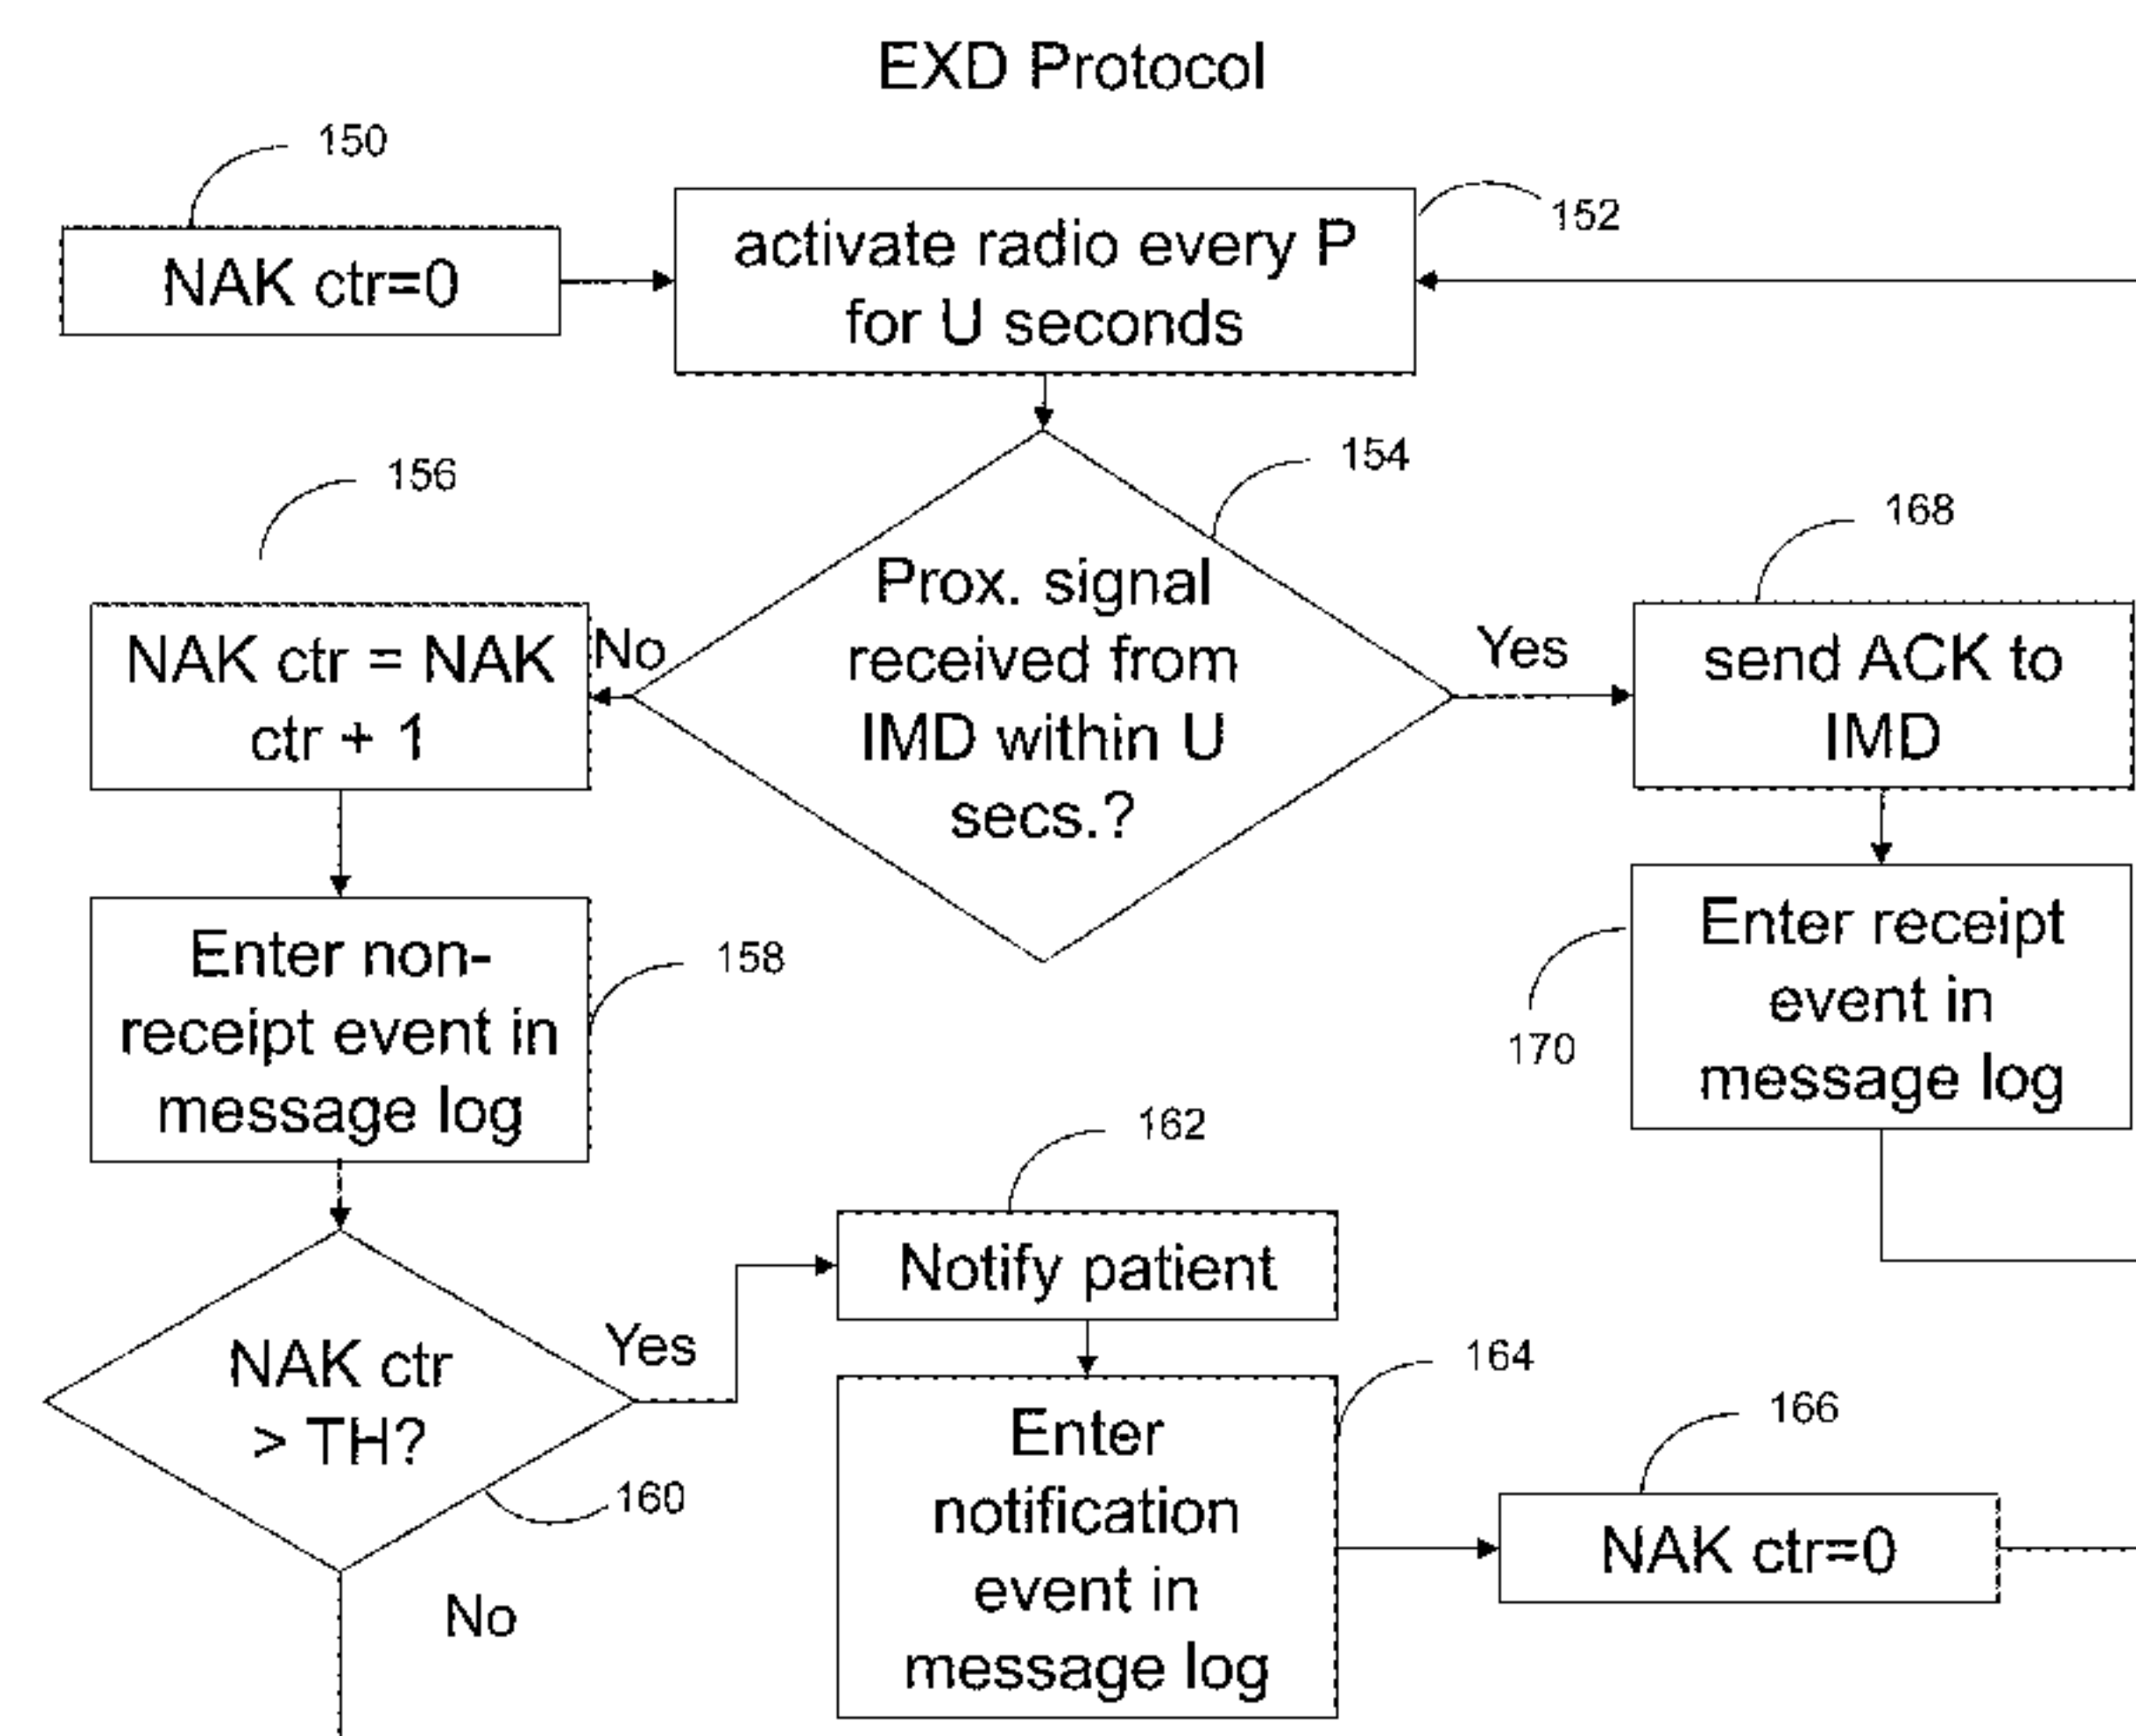 EXD Protocol
150
NAK ctr=0
activate radio every P
for U seconds
152
154
Prox. signal
received from
IMD within U
secs.?
156
No
NAK ctr = NAK
ctr + 1
Yes
168
send ACK to
IMD
Enter non-
receipt event in
message log
158
Enter receipt
event in
message log
170
NAK ctr
> TH?
160
Yes
No
162
Notify patient
164
Enter
notification
event in
message log
166
NAK ctr=0